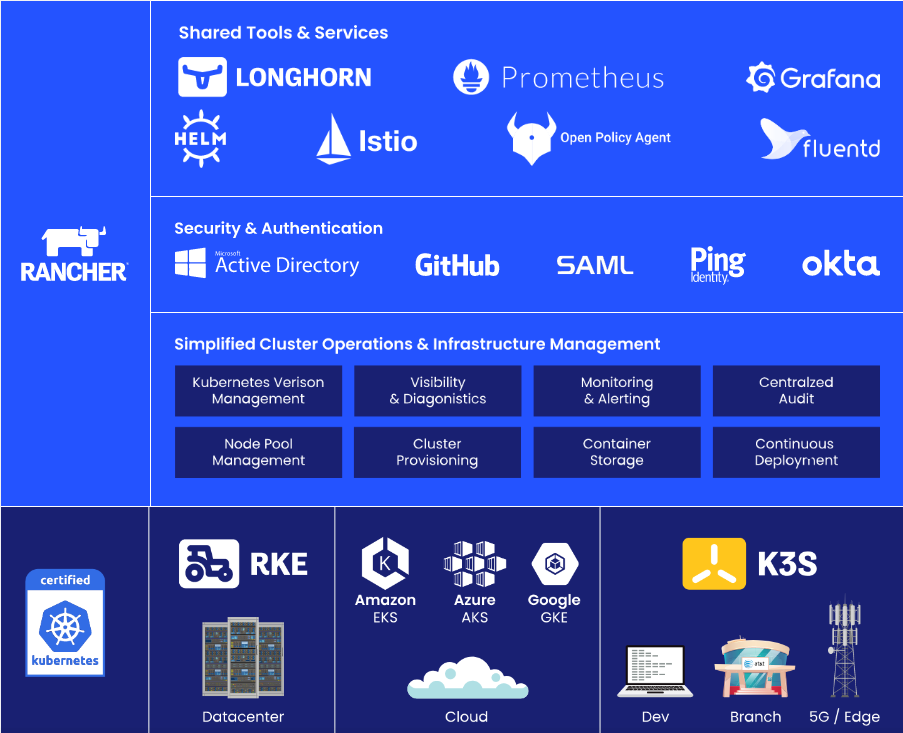 Shared Tools & Services
LONGHORN
Prometheus
Grafana
HELM
Istio
Open Policy Agent
fluentd
RANCHER®
Security & Authentication
Microsoft
Active Directory
GitHub
SAML
Ping
Identity.
okta
Simplified Cluster Operations & Infrastructure Management
Kubernetes Verison
Management
Visibility
& Diagonistics
Monitoring
& Alerting
Centralzed
Audit
Node Pool
Management
Cluster
Provisioning
Container
Storage
Continuous
Deployment
certified
kubernetes
RKE
Datacenter
K
Amazon
EKS
Azure
AKS
Google
GKE
Cloud
K3S
Dev
at&t
Branch
5G / Edge